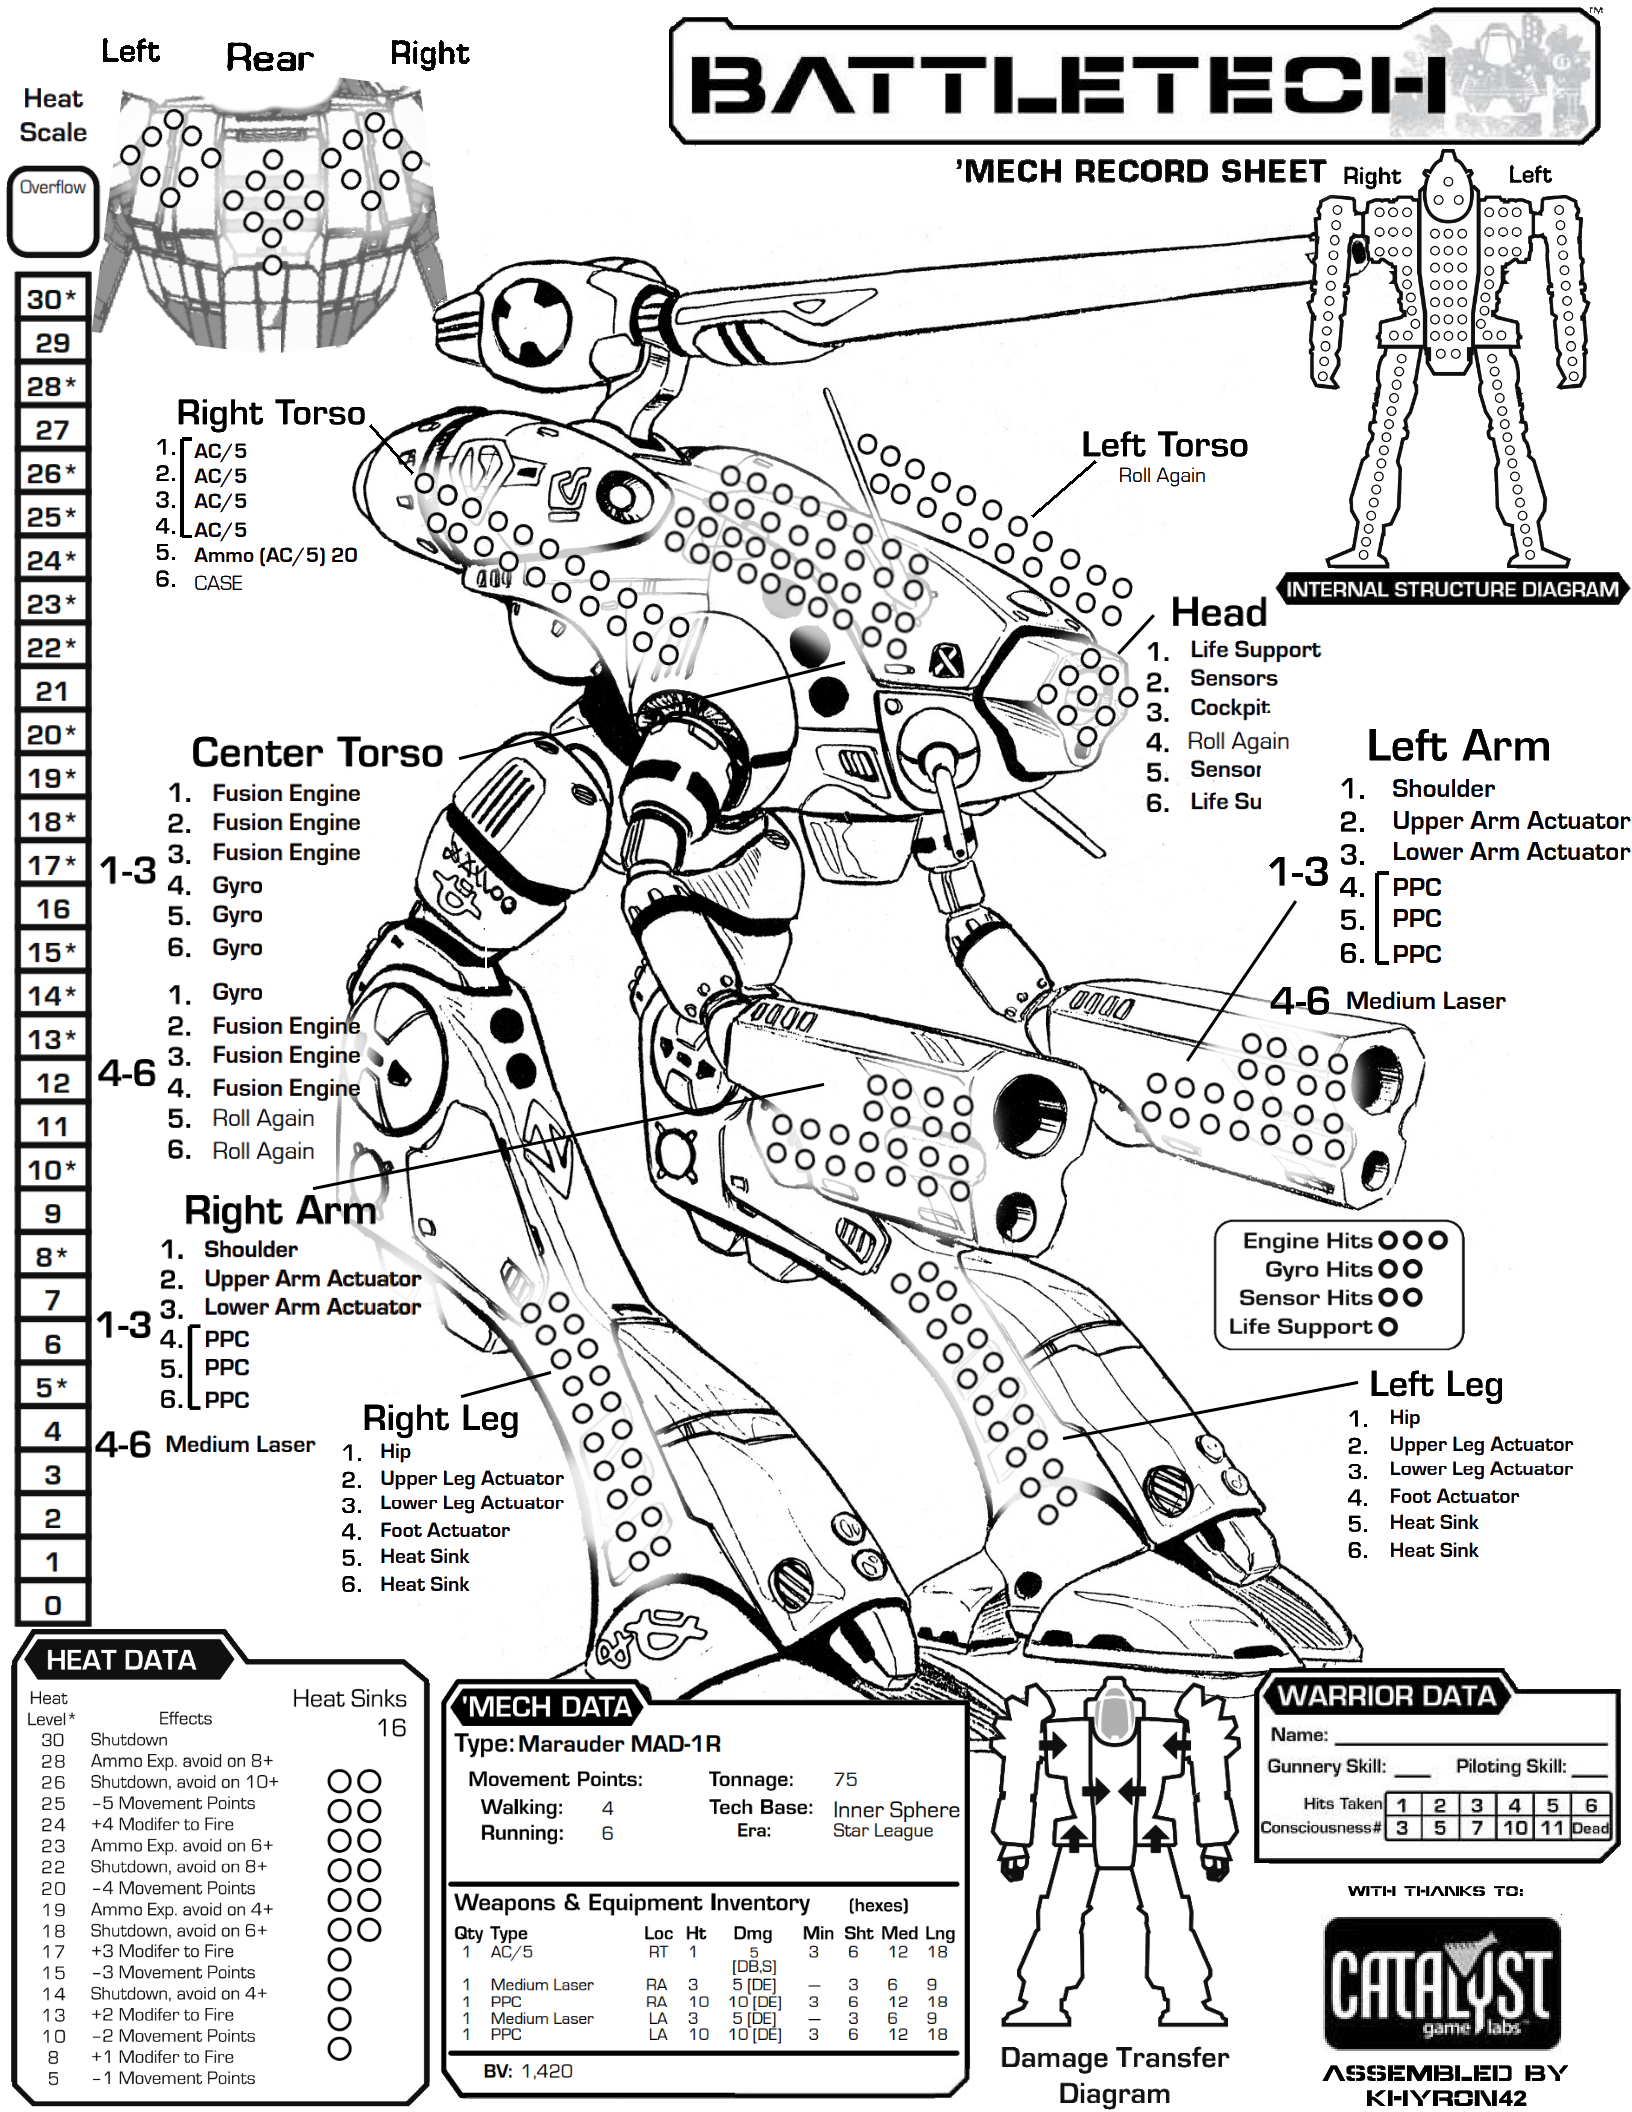 BATTLETECH
TM
'MECH RECORD SHEET
Left Rear Right
Heat
Scale
Overflow
30*
29
28*
27
26*
25*
24*
23*
22*
21
20*
19*
18*
17*
16
15*
14*
13*
12
11
10*
9
8*
7
6
5*
4
3
2
1
0
Right Left
INTERNAL STRUCTURE DIAGRAM
Right Torso
1. AC/5
2. AC/5
3. AC/5
4. AC/5
5. Ammo (AC/5) 20
6. CASE
Left Torso
Roll Again
Head
1. Life Support
2. Sensors
3. Cockpit
4. Roll Again
5. Sensor
6. Life Su
Center Torso
1-3
1. Fusion Engine
2. Fusion Engine
3. Fusion Engine
4. Gyro
5. Gyro
6. Gyro
4-6
1. Gyro
2. Fusion Engine
3. Fusion Engine
4. Fusion Engine
5. Roll Again
6. Roll Again
Left Arm
1-3
1. Shoulder
2. Upper Arm Actuator
3. Lower Arm Actuator
4. PPC
5. PPC
6. PPC
4-6 Medium Laser
Right Arm
1-3
1. Shoulder
2. Upper Arm Actuator
3. Lower Arm Actuator
4. PPC
5. PPC
6. PPC
4-6 Medium Laser
Engine Hits
Gyro Hits
Sensor Hits
Life Support
Right Leg
1. Hip
2. Upper Leg Actuator
3. Lower Leg Actuator
4. Foot Actuator
5. Heat Sink
6. Heat Sink
Left Leg
1. Hip
2. Upper Leg Actuator
3. Lower Leg Actuator
4. Foot Actuator
5. Heat Sink
6. Heat Sink
HEAT DATA
Heat Level* Effects
Heat Sinks
16
30 Shutdown
28 Ammo Exp. avoid on 8+
26 Shutdown, avoid on 10+
25 -5 Movement Points
24 +4 Modifer to Fire
23 Ammo Exp. avoid on 6+
22 Shutdown, avoid on 8+
20 -4 Movement Points
19 Ammo Exp. avoid on 4+
18 Shutdown, avoid on 6+
17 +3 Modifer to Fire
15 -3 Movement Points
14 Shutdown, avoid on 4+
13 +2 Modifer to Fire
10 -2 Movement Points
8 +1 Modifer to Fire
5 -1 Movement Points
'MECH DATA
Type: Marauder MAD-1R
Movement Points: Tonnage: 75
Walking: 4 Tech Base: Inner Sphere
Running: 6 Era: Star League
Weapons & Equipment Inventory (hexes)
Qty Type Loc Ht Dmg Min Sht Med Lng
1 AC/5 RT 1 5 3 6 12 18
[DB,S]
1 Medium Laser RA 3 5 [DE] — 3 6 9
1 PPC RA 10 10 [DE] 3 6 12 18
1 Medium Laser LA 3 5 [DE] — 3 6 9
1 PPC LA 10 10 [DE] 3 6 12 18
BV: 1,420
Damage Transfer
Diagram
WARRIOR DATA
Name:
Gunnery Skill: Piloting Skill:
Hits Taken 1 2 3 4 5 6
Consciousness# 3 5 7 10 11 Dead
WITH THANKS TO:
CATALYST
game labs
ASSEMBLED BY
KHYRON42